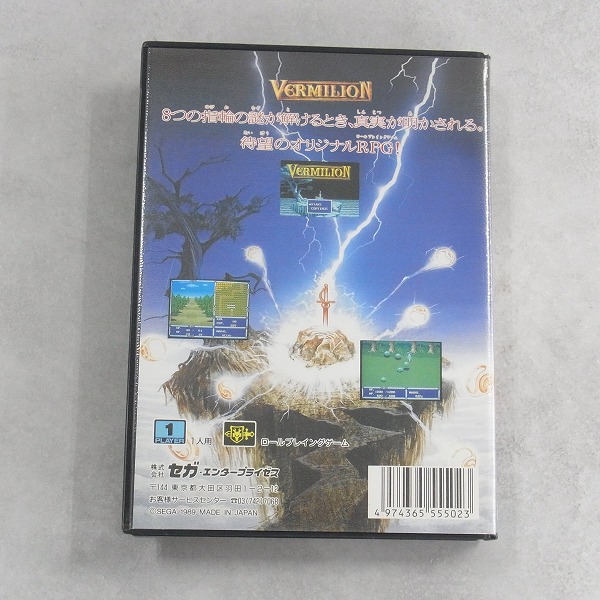 VERMILION
8つの指輪の謎が解けるとき、真実が明かされる。
待望のオリジナルRPG!
VERMILION
1
PLAYER
1人用
ロールプレイングゲーム
株式会社 セガ・エンタープライゼス
〒144 東京都大田区羽田1-2-12
お客様サービスセンター ☎03(742)7068
©SEGA 1989 MADE IN JAPAN
4 974365 555023